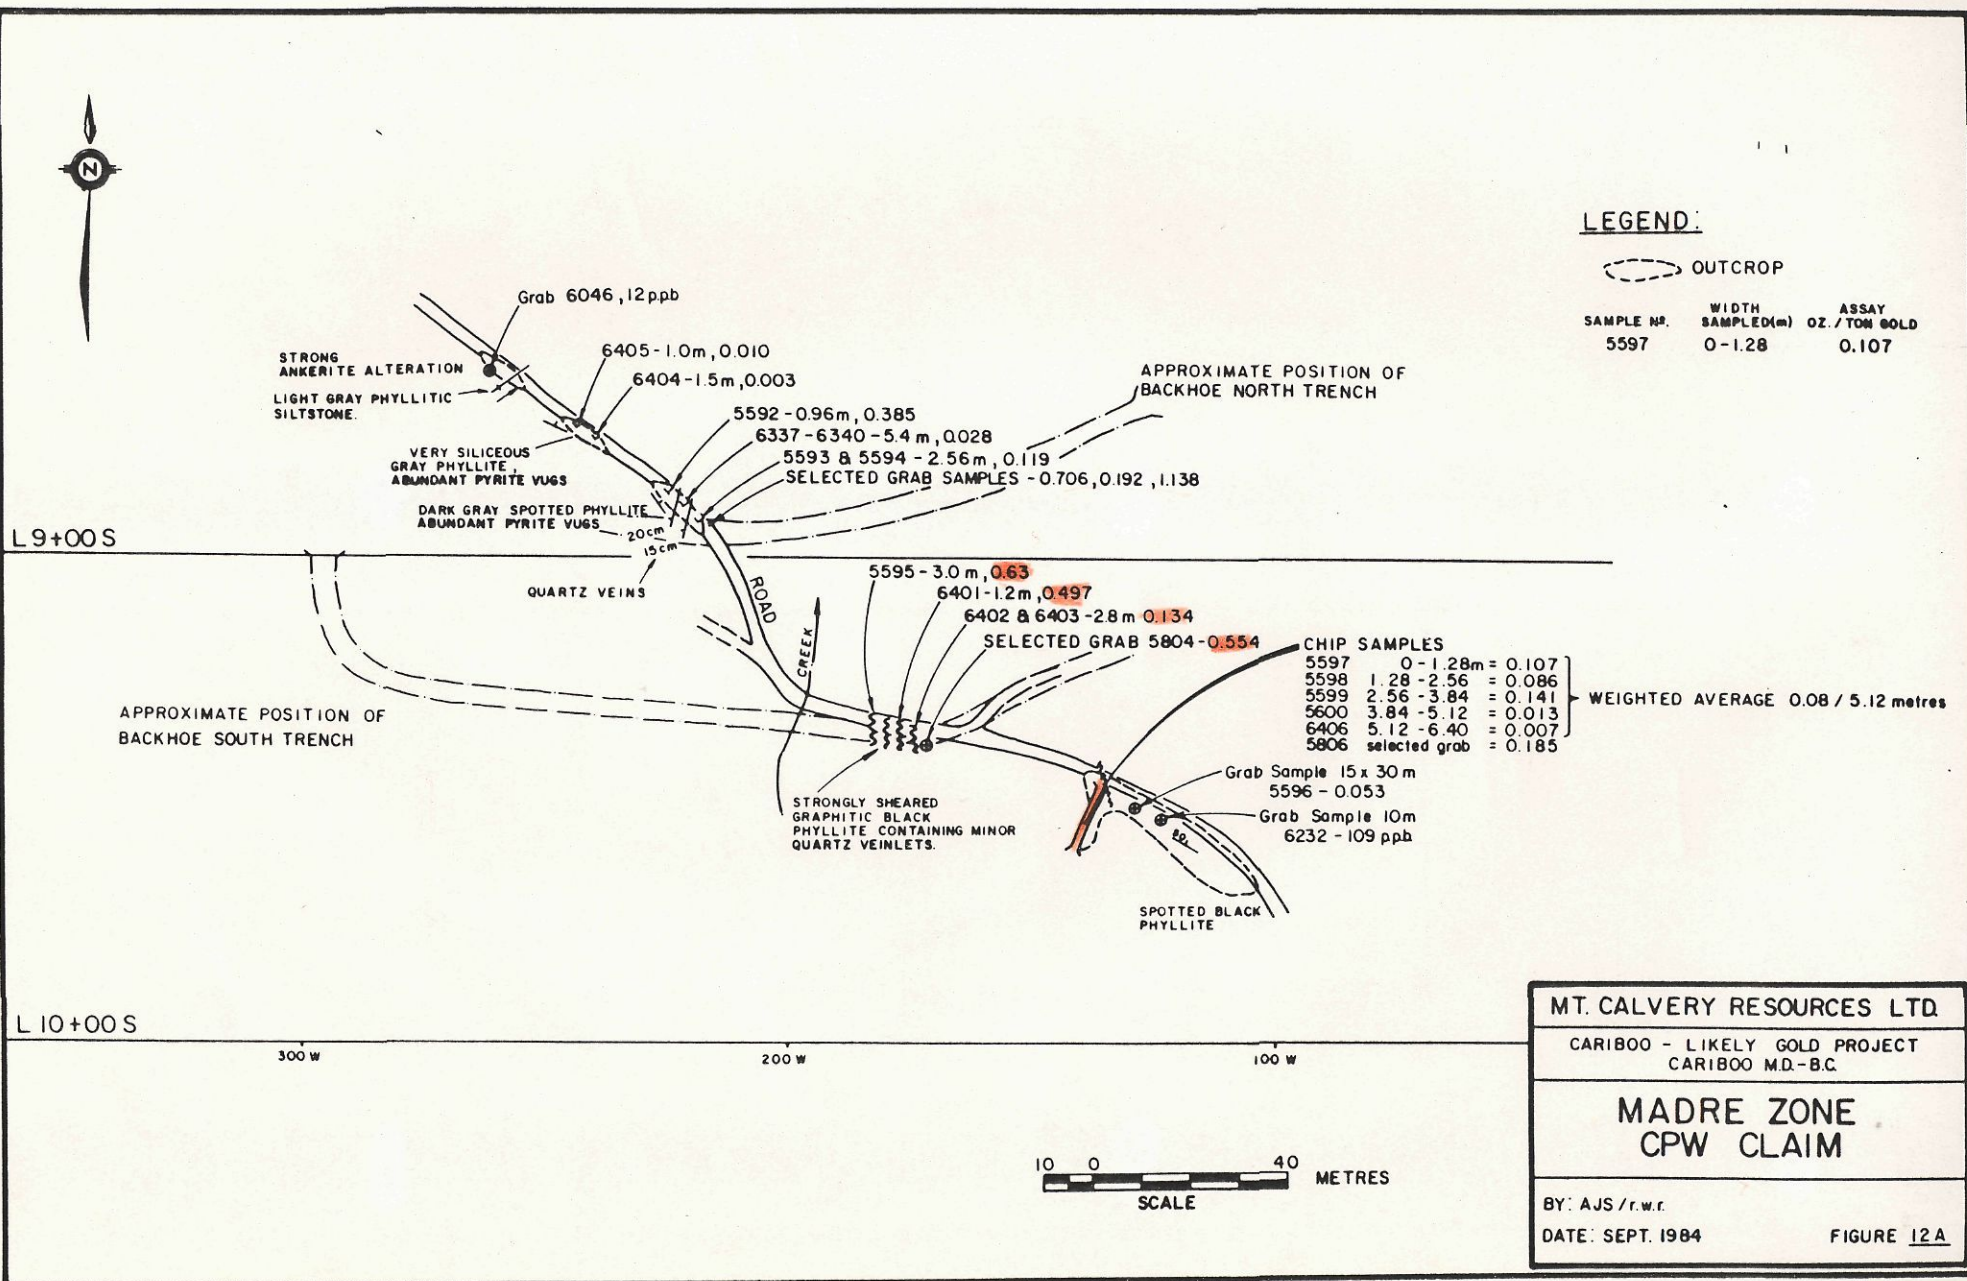 N
LEGEND:
OUTCROP
SAMPLE Nº.
WIDTH
SAMPLED(m)
ASSAY
OZ./TON GOLD
5597 0-1.28 0.107
Grab 6046, 12 p.p.b
STRONG
ANKERITE ALTERATION
LIGHT GRAY PHYLLITIC
SILTSTONE.
6405-1.0m, 0.010
6404-1.5m, 0.003
5592-0.96m, 0.385
6337-6340-5.4 m, 0.028
5593 & 5594-2.56m, 0.119
SELECTED GRAB SAMPLES-0.706, 0.192, 1.138
APPROXIMATE POSITION OF
BACKHOE NORTH TRENCH
VERY SILICEOUS
GRAY PHYLLITE,
ABUNDANT PYRITE VUGS
DARK GRAY SPOTTED PHYLLITE
ABUNDANT PYRITE VUGS
20cm
15cm
QUARTZ VEINS
L 9+00 S
ROAD
CREEK
5595-3.0 m, 0.63
6401-1.2m, 0.497
6402 & 6403-2.8 m 0.134
SELECTED GRAB 5804-0.554
CHIP SAMPLES
5597 0-1.28m = 0.107
5598 1.28-2.56 = 0.086
5599 2.56-3.84 = 0.141
5600 3.84-5.12 = 0.013
6406 5.12-6.40 = 0.007
5806 selected grab = 0.185
WEIGHTED AVERAGE 0.08 / 5.12 metres
APPROXIMATE POSITION OF
BACKHOE SOUTH TRENCH
Grab Sample 15 x 30 m
5596-0.053
Grab Sample 10m
6232-109 p.p.b.
STRONGLY SHEARED
GRAPHITIC BLACK
PHYLLITE CONTAINING MINOR
QUARTZ VEINLETS.
SPOTTED BLACK
PHYLLITE
L 10+00 S
300 W
200 W
100 W
10 0 40
METRES
SCALE
MT. CALVERY RESOURCES LTD.
CARIBOO - LIKELY GOLD PROJECT
CARIBOO M.D.-B.C.
MADRE ZONE
CPW CLAIM
BY: AJS / r.w.r.
DATE: SEPT. 1984
FIGURE 12A